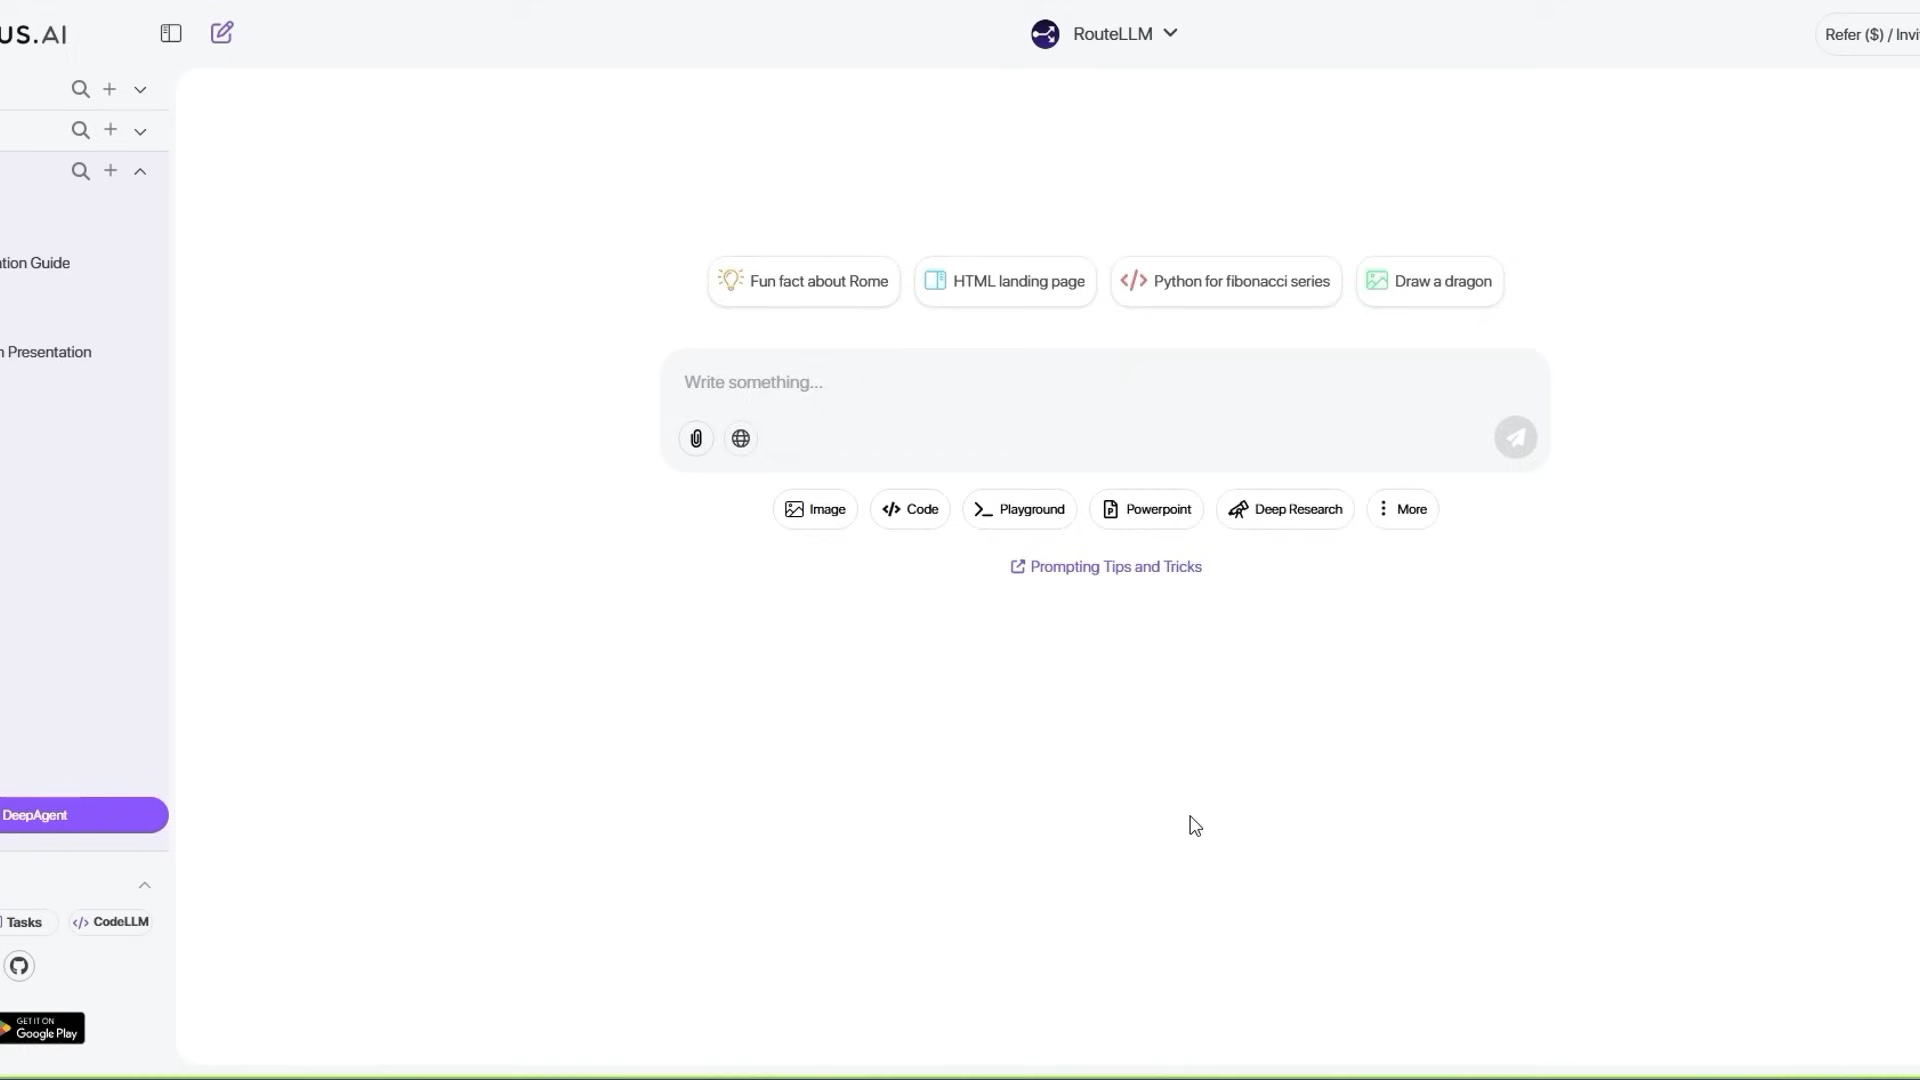 US.AI
RouteLLM
Refer ($) / Invi
tion Guide
Presentation
Fun fact about Rome
HTML landing page
Python for fibonacci series
Draw a dragon
Write something...
Image
Code
Playground
Powerpoint
Deep Research
More
Prompting Tips and Tricks
DeepAgent
Tasks
CodeLLM
GET IT ON
Google Play